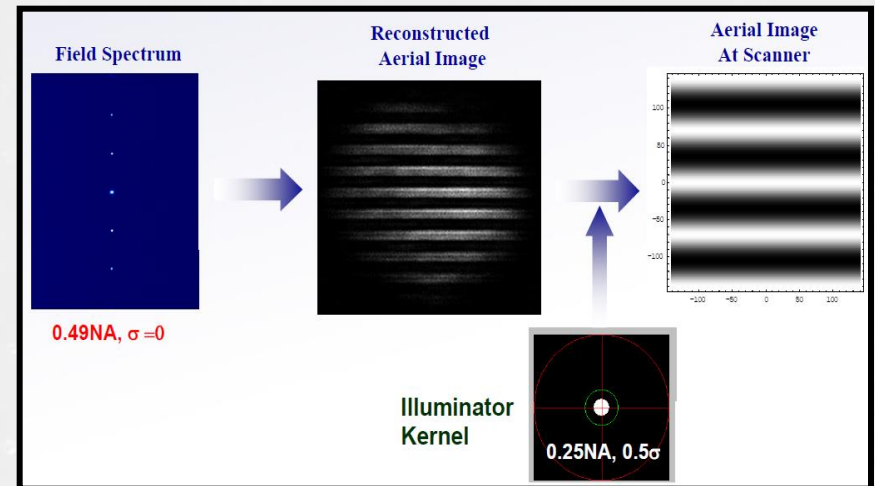 Field Spectrum
Reconstructed
Aerial Image
Aerial Image
At Scanner
100
50
0
-50
-100
-100
-50
0
50
100
0.49NA, σ =0
Illuminator
Kernel
0.25NA, 0.5σ